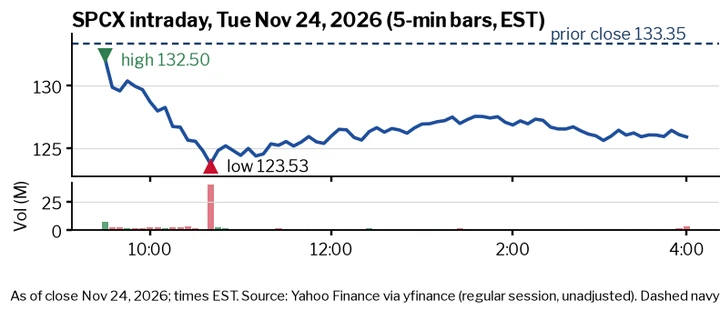 SPCX intraday, Tue Nov 24, 2026 (5-min bars, EST)
prior close 133.35
high 132.50
130
125
low 123.53
Vol (M)
25
0
10:00 12:00 2:00 4:00
As of close Nov 24, 2026; times EST. Source: Yahoo Finance via yfinance (regular session, unadjusted). Dashed navy